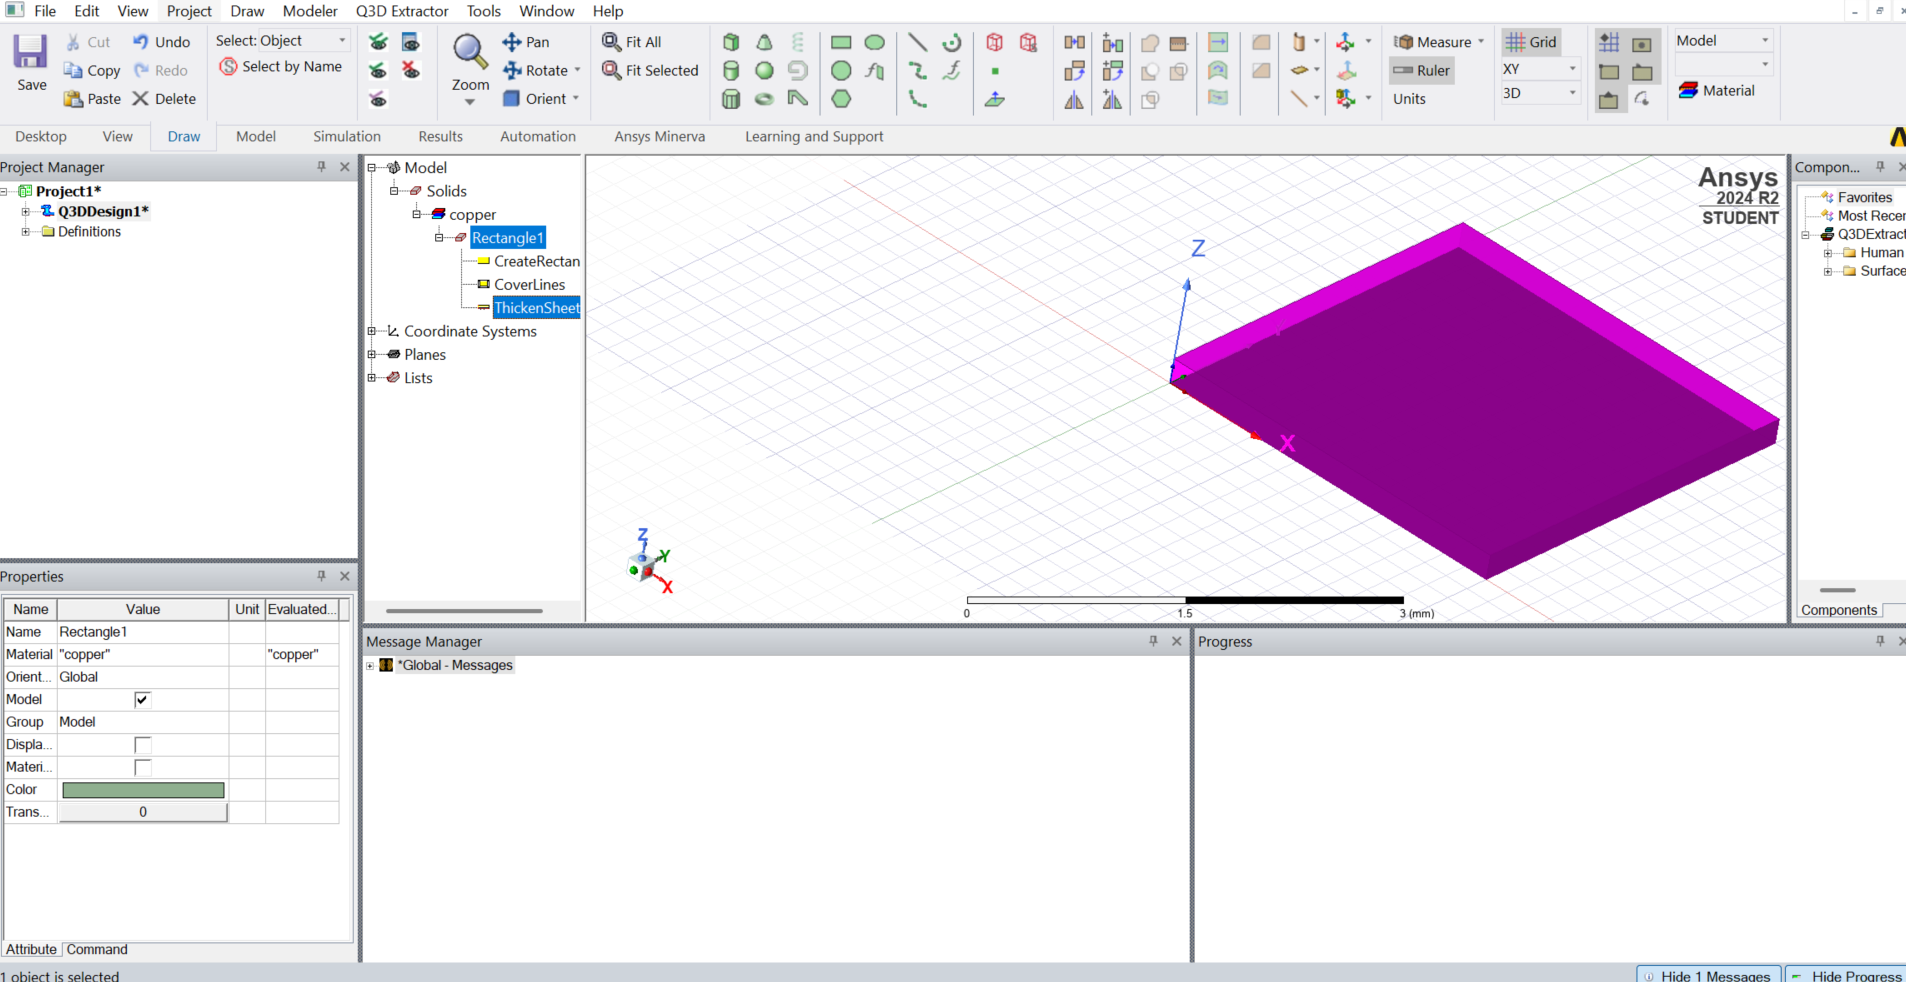 File Edit View Project Draw Modeler Q3D Extractor Tools Window Help
Save
Cut
Copy
Paste
Undo
Redo
Delete
Select: Object
Select by Name
Zoom
Pan
Rotate
Orient
Fit All
Fit Selected
Measure
Ruler
Units
Grid
XY
3D
Model
Material
Desktop View Draw Model Simulation Results Automation Ansys Minerva Learning and Support
Project Manager
Project1*
Q3DDesign1*
Definitions
Model
Solids
copper
Rectangle1
CreateRectan
CoverLines
ThickenSheet
Coordinate Systems
Planes
Lists
Ansys
2024 R2
STUDENT
Z
X
Z
Y
X
0 1.5 3 (mm)
Compon...
Favorites
Most Recer
Q3DExtract
Human
Surface
Components
Properties
Name Value Unit Evaluated...
Name Rectangle1
Material "copper" "copper"
Orient... Global
Model
Group Model
Displa...
Materi...
Color
Trans... 0
Attribute Command
Message Manager
*Global - Messages
Progress
1 object is selected
Hide 1 Messages
Hide Progress